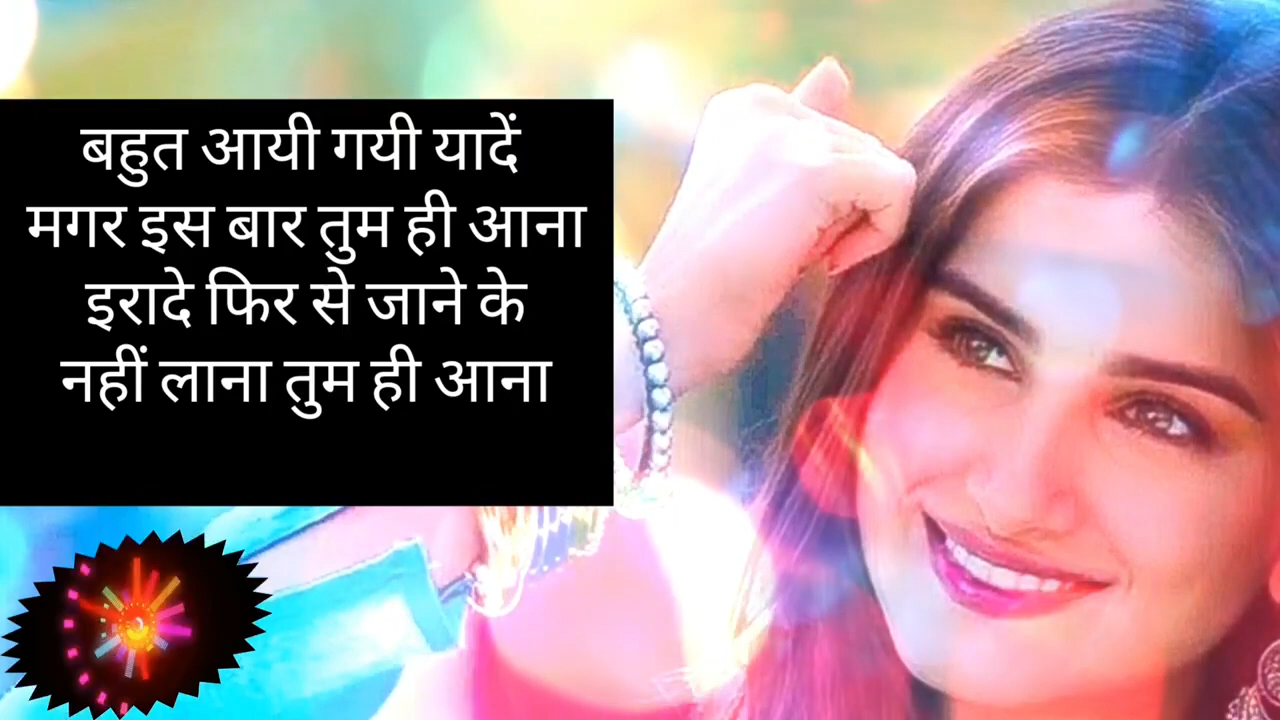 बहुत आयी गयी यादें
मगर इस बार तुम ही आना
इरादे फिर से जाने के
नहीं लाना तुम ही आना